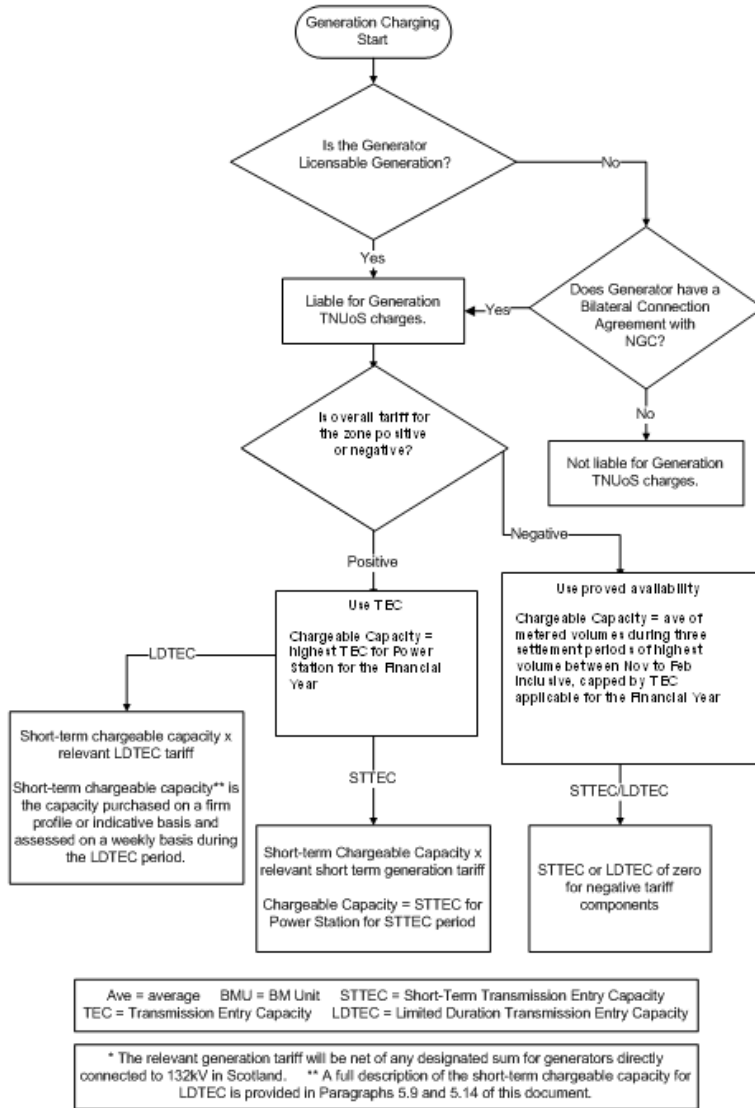 Generation Charging
Start
Is the Generator
Licensable Generation?
No
Yes
Does Generator have a
Bilateral Connection
Agreement with
NGC?
Yes
Liable for Generation
TNUoS charges.
No
Is overall tariff for
the zone positive
or negative?
Not liable for Generation
TNUoS charges.
Negative
Positive
Use TEC
Chargeable Capacity =
highest TEC for Power
Station for the Financial
Year
Use proved availability
Chargeable Capacity = ave of
metered volumes during three
settlement periods of highest
volume between Nov to Feb
inclusive, capped by TEC
applicable for the Financial Year
LDTEC
Short-term chargeable capacity x
relevant LDTEC tariff
Short-term chargeable capacity** is
the capacity purchased on a firm
profile or indicative basis and
assessed on a weekly basis during
the LDTEC period.
STTEC
STTEC/LDTEC
Short-term Chargeable Capacity x
relevant short term generation tariff
Chargeable Capacity = STTEC for
Power Station for STTEC period
STTEC or LDTEC of zero
for negative tariff
components
Ave = average BMU = BM Unit STTEC = Short-Term Transmission Entry Capacity
TEC = Transmission Entry Capacity LDTEC = Limited Duration Transmission Entry Capacity
* The relevant generation tariff will be net of any designated sum for generators directly
connected to 132kV in Scotland. ** A full description of the short-term chargeable capacity for
LDTEC is provided in Paragraphs 5.9 and 5.14 of this document.